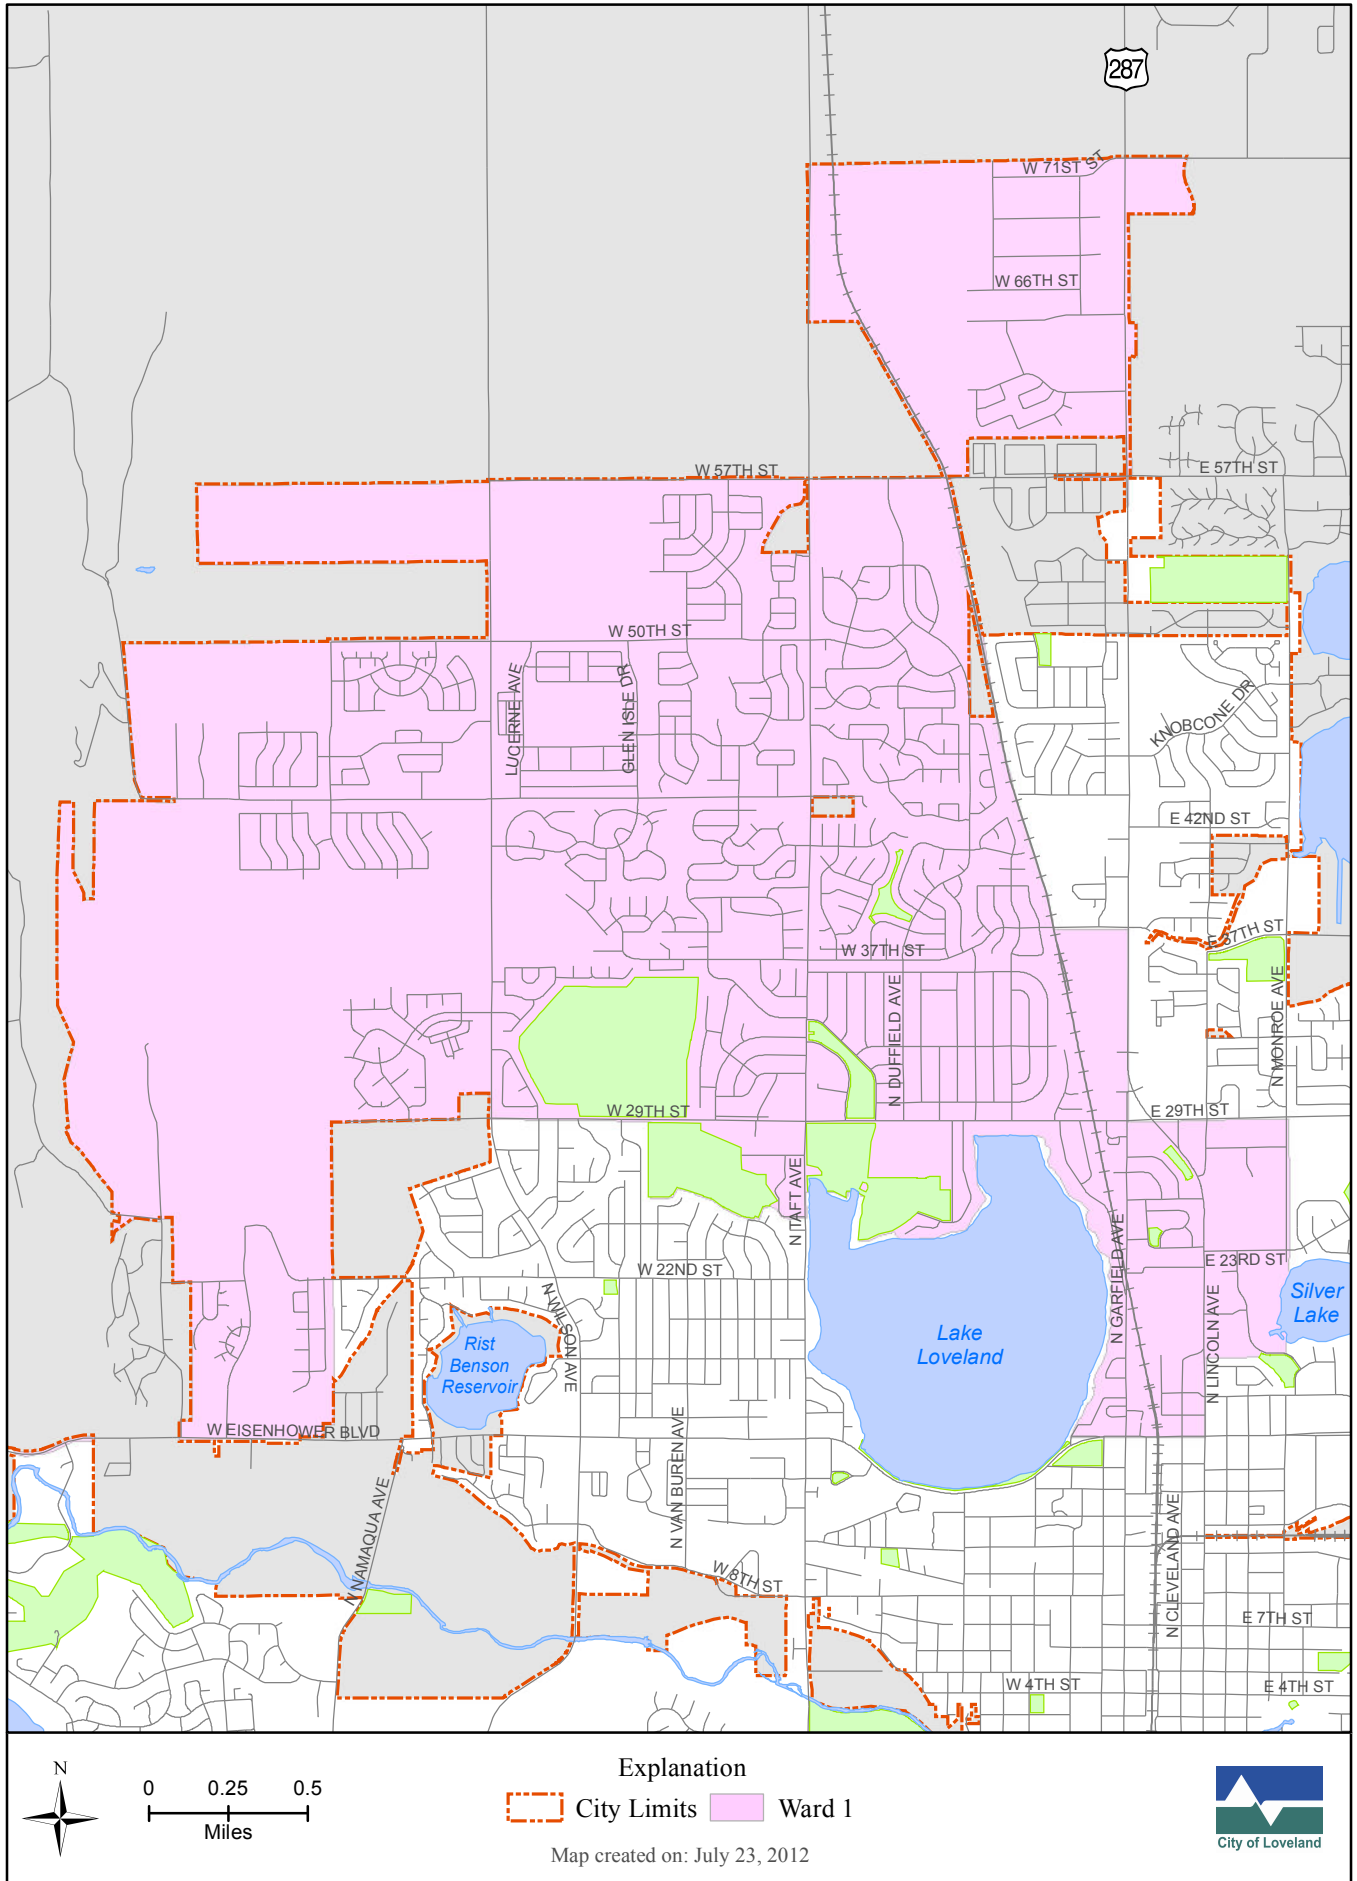 287
W 71ST ST
W 66TH ST
W 57TH ST
E 57TH ST
W 50TH ST
LUCERNE AVE
GLEN ISLE DR
KNOBCONE DR
E 42ND ST
E 37TH ST
W 37TH ST
N DUFFIELD AVE
N MONROE AVE
W 29TH ST
E 29TH ST
N TAFT AVE
N GARFIELD AVE
E 23RD ST
W 22ND ST
N WILSON AVE
N LINCOLN AVE
Silver
Lake
Lake
Loveland
Rist
Benson
Reservoir
W EISENHOWER BLVD
N VAN BUREN AVE
N NAMAQUA AVE
N CLEVELAND AVE
W 8TH ST
E 7TH ST
W 4TH ST
E 4TH ST
N
0 0.25 0.5
Miles
Explanation
City Limits
Ward 1
Map created on: July 23, 2012
City of Loveland